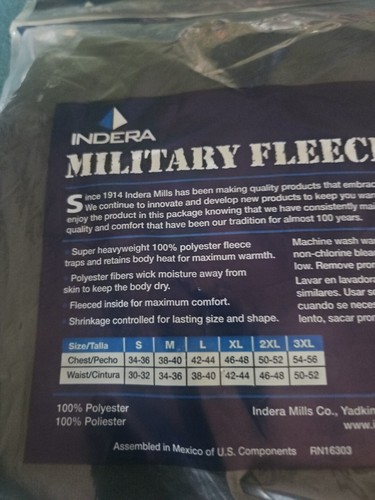 INDERA
MILITARY FLEEC
Since 1914 Indera Mills has been making quality products that embrac
We continue to innovate and develop new products to keep you war
enjoy the product in this package knowing that we have consistently mai
quality and comfort that have been our tradition for almost 100 years.
Super heavyweight 100% polyester fleece
traps and retains body heat for maximum warmth.
Polyester fibers wick moisture away from
skin to keep the body dry.
Fleeced inside for maximum comfort.
Shrinkage controlled for lasting size and shape.
Machine wash wa
non-chlorine blea
low. Remove pror
Lavar en lavadora
similares. Usar so
cuando se neces
lento, sacar pron
Size/Talla S M L XL 2XL 3XL
Chest/Pecho 34-36 38-40 42-44 46-48 50-52 54-56
Waist/Cintura 30-32 34-36 38-40 42-44 46-48 50-52
100% Polyester
100% Poliester
Indera Mills Co., Yadkin
www.i
Assembled in Mexico of U.S. Components RN16303